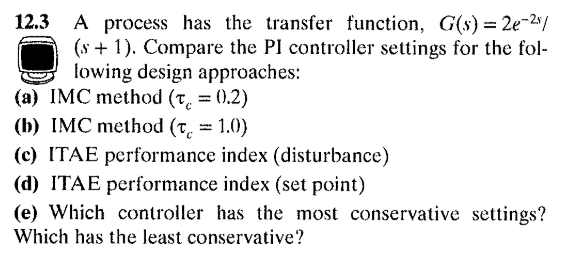 12.3 A process has the transfer function, G(s) = 2e⁻²ˢ/
(s + 1). Compare the PI controller settings for the fol-
lowing design approaches:
(a) IMC method (τc = 0.2)
(b) IMC method (τc = 1.0)
(c) ITAE performance index (disturbance)
(d) ITAE performance index (set point)
(e) Which controller has the most conservative settings?
Which has the least conservative?